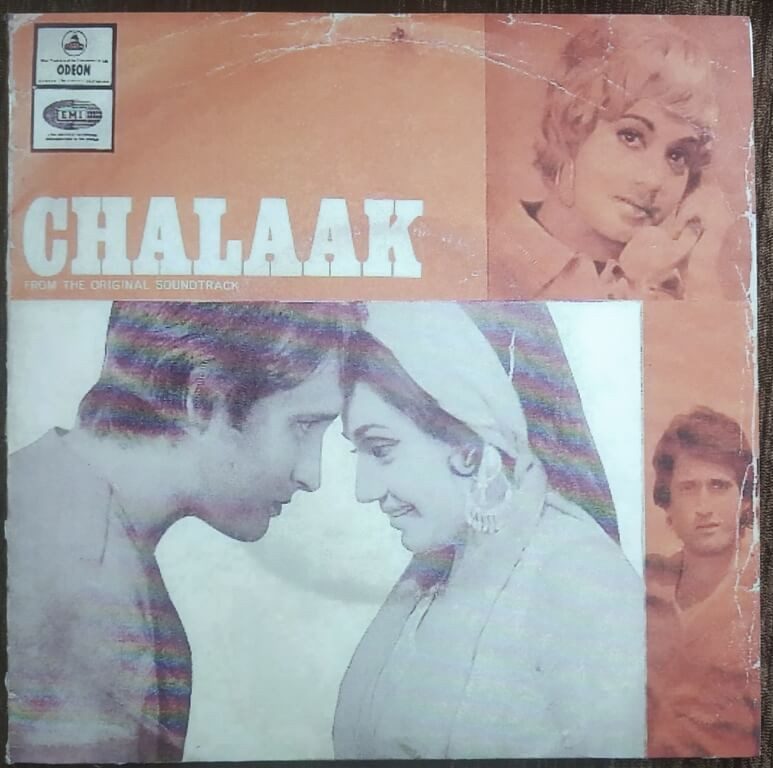 ODEON
EMI
CHALAAK
FROM THE ORIGINAL SOUNDTRACK